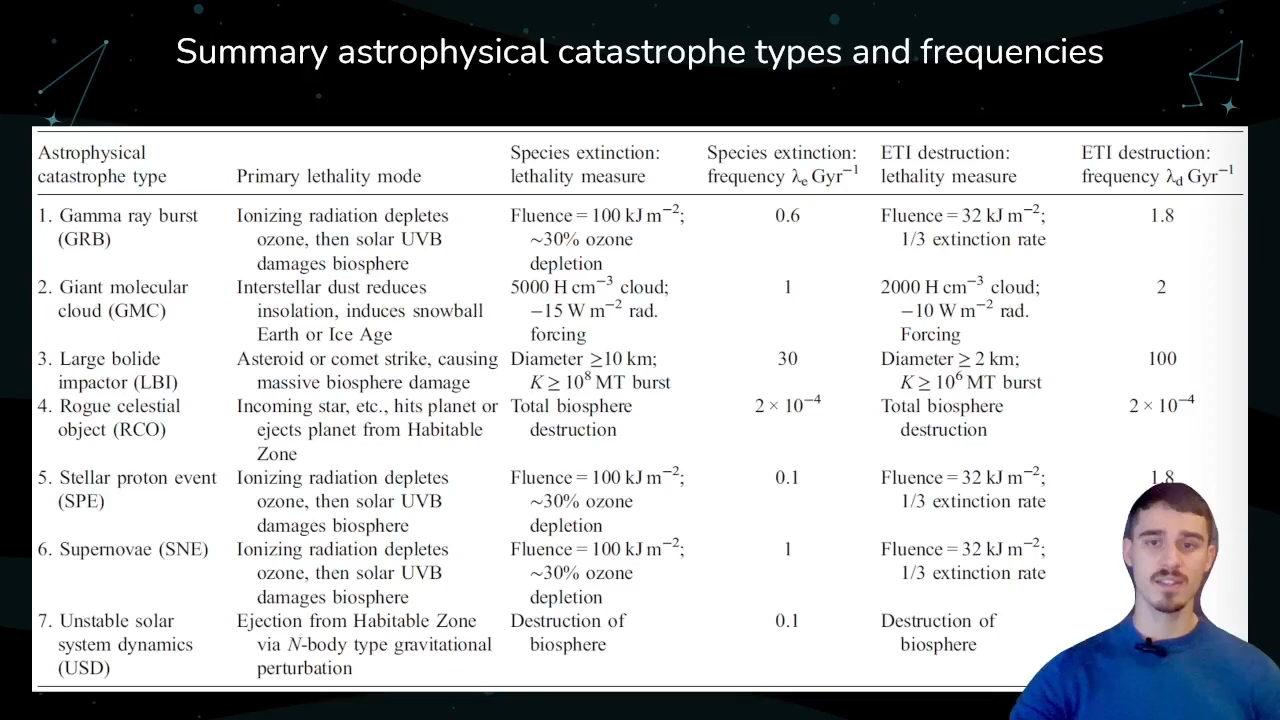 Summary astrophysical catastrophe types and frequencies
Astrophysical catastrophe type | Primary lethality mode | Species extinction: lethality measure | Species extinction: frequency λe Gyr⁻¹ | ETI destruction: lethality measure | ETI destruction: frequency λd Gyr⁻¹
1. Gamma ray burst (GRB) | Ionizing radiation depletes ozone, then solar UVB damages biosphere | Fluence = 100 kJ m⁻²; ~30% ozone depletion | 0.6 | Fluence = 32 kJ m⁻²; 1/3 extinction rate | 1.8
2. Giant molecular cloud (GMC) | Interstellar dust reduces insolation, induces snowball Earth or Ice Age | 5000 H cm⁻³ cloud; −15 W m⁻² rad. forcing | 1 | 2000 H cm⁻³ cloud; −10 W m⁻² rad. Forcing | 2
3. Large bolide impactor (LBI) | Asteroid or comet strike, causing massive biosphere damage | Diameter ≥10 km; K ≥ 10⁸ MT burst | 30 | Diameter ≥ 2 km; K ≥ 10⁶ MT burst | 100
4. Rogue celestial object (RCO) | Incoming star, etc., hits planet or ejects planet from Habitable Zone | Total biosphere destruction | 2 × 10⁻⁴ | Total biosphere destruction | 2 × 10⁻⁴
5. Stellar proton event (SPE) | Ionizing radiation depletes ozone, then solar UVB damages biosphere | Fluence = 100 kJ m⁻²; ~30% ozone depletion | 0.1 | Fluence = 32 kJ m⁻²; 1/3 extinction rate | 1.8
6. Supernovae (SNE) | Ionizing radiation depletes ozone, then solar UVB damages biosphere | Fluence = 100 kJ m⁻²; ~30% ozone depletion | 1 | Fluence = 32 kJ m⁻²; 1/3 extinction rate
7. Unstable solar system dynamics (USD) | Ejection from Habitable Zone via N-body type gravitational perturbation | Destruction of biosphere | 0.1 | Destruction of biosphere